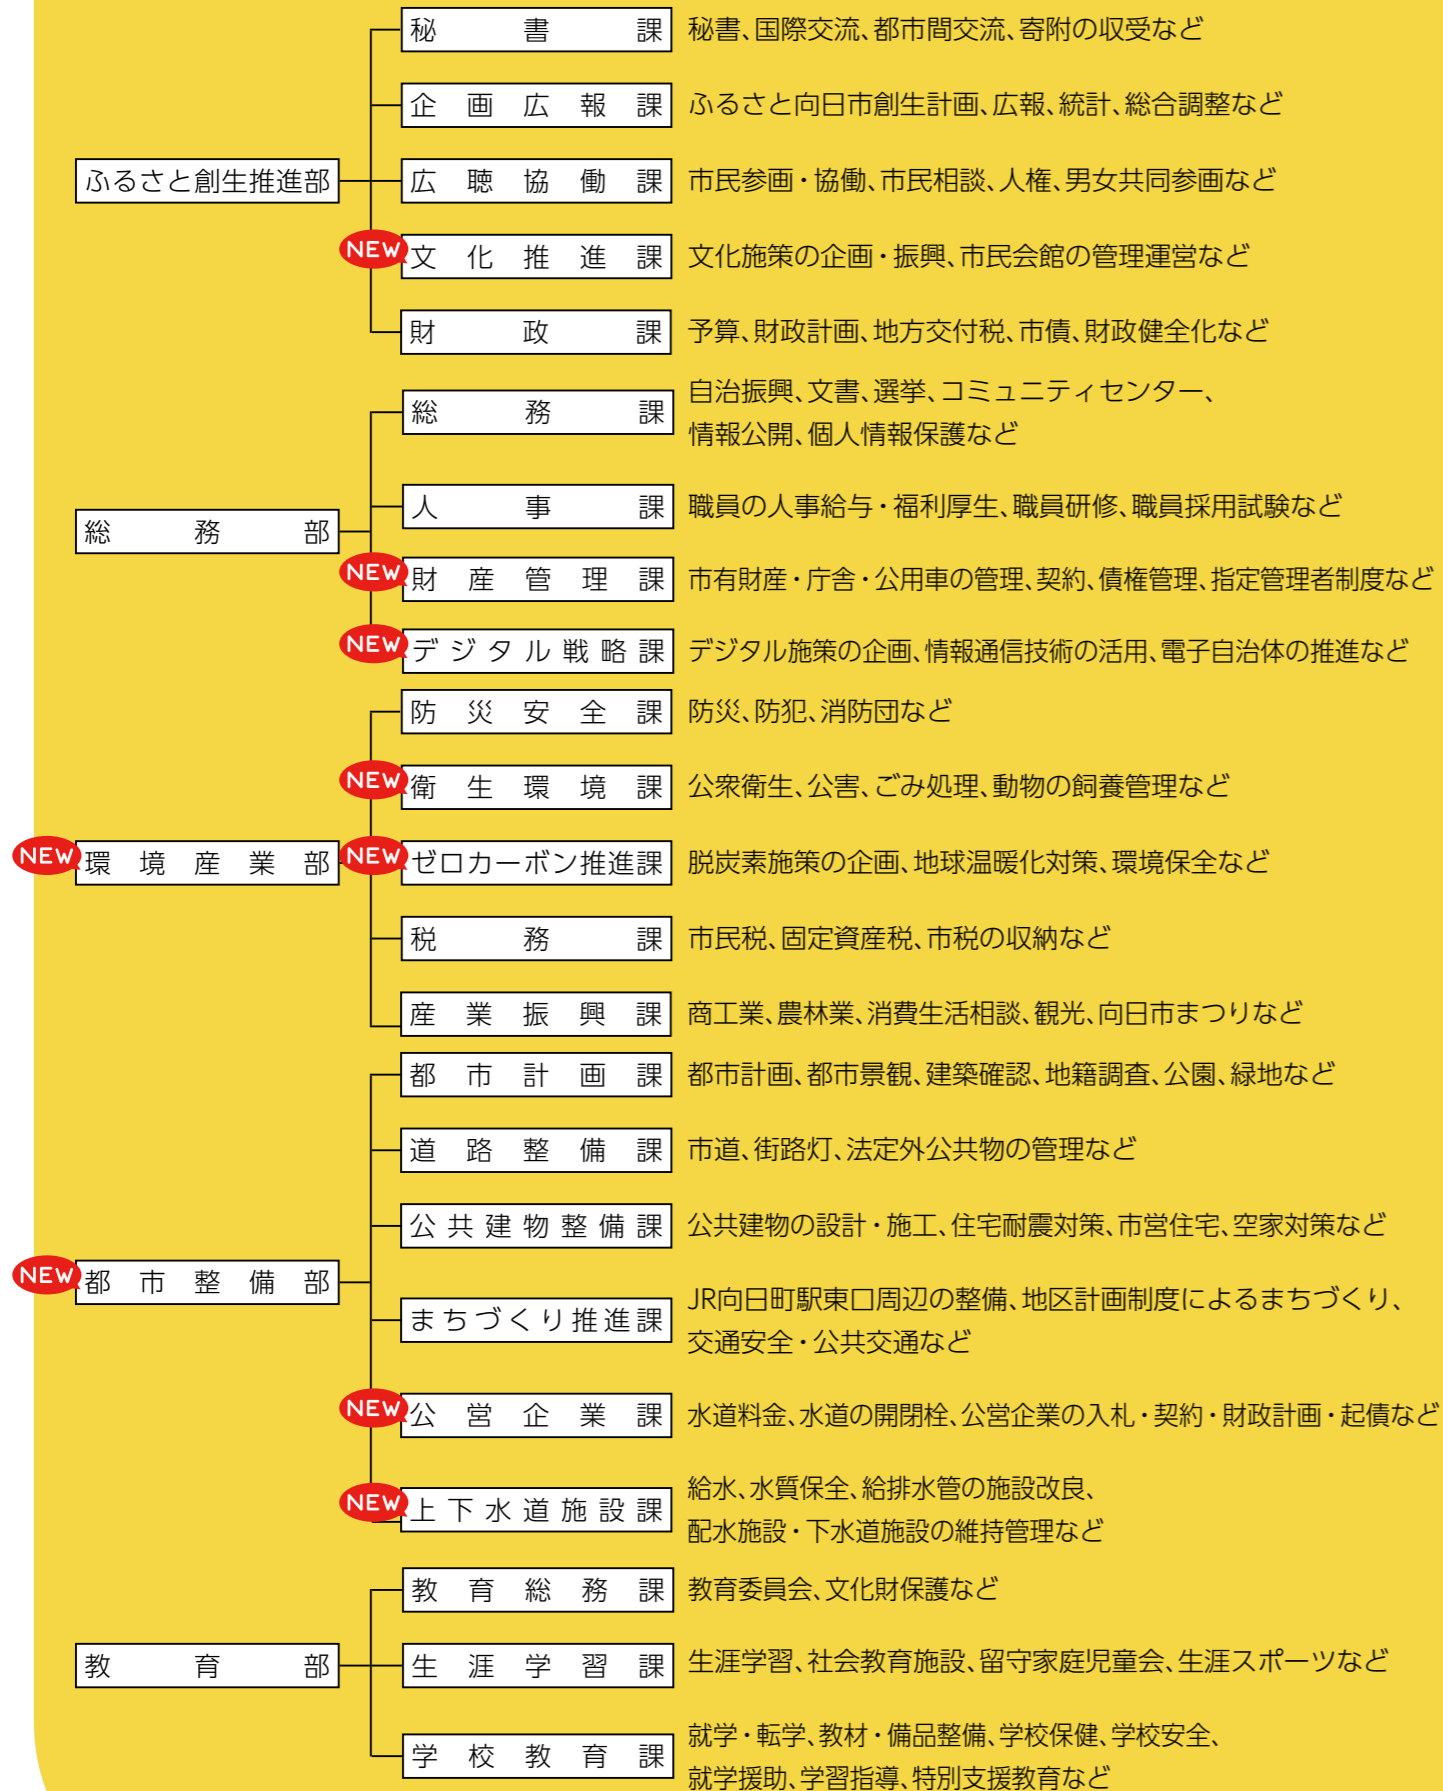 秘書課 秘書、国際交流、都市間交流、寄附の収受など
企画広報課 ふるさと向日市創生計画、広報、統計、総合調整など
ふるさと創生推進部 広聴協働課 市民参画・協働、市民相談、人権、男女共同参画など
NEW 文化推進課 文化施策の企画・振興、市民会館の管理運営など
財政課 予算、財政計画、地方交付税、市債、財政健全化など
総務課 自治振興、文書、選挙、コミュニティセンター、
情報公開、個人情報保護など
人事課 職員の人事給与・福利厚生、職員研修、職員採用試験など
総務部
NEW 財産管理課 市有財産・庁舎・公用車の管理、契約、債権管理、指定管理者制度など
NEW デジタル戦略課 デジタル施策の企画、情報通信技術の活用、電子自治体の推進など
防災安全課 防災、防犯、消防団など
NEW 衛生環境課 公衆衛生、公害、ごみ処理、動物の飼養管理など
NEW 環境産業部 NEW ゼロカーボン推進課 脱炭素施策の企画、地球温暖化対策、環境保全など
税務課 市民税、固定資産税、市税の収納など
産業振興課 商工業、農林業、消費生活相談、観光、向日市まつりなど
都市計画課 都市計画、都市景観、建築確認、地籍調査、公園、緑地など
道路整備課 市道、街路灯、法定外公共物の管理など
公共建物整備課 公共建物の設計・施工、住宅耐震対策、市営住宅、空家対策など
NEW 都市整備部
まちづくり推進課 JR向日町駅東口周辺の整備、地区計画制度によるまちづくり、
交通安全・公共交通など
NEW 公営企業課 水道料金、水道の開閉栓、公営企業の入札・契約・財政計画・起債など
NEW 上下水道施設課 給水、水質保全、給排水管の施設改良、
配水施設・下水道施設の維持管理など
教育総務課 教育委員会、文化財保護など
教育部 生涯学習課 生涯学習、社会教育施設、留守家庭児童会、生涯スポーツなど
学校教育課 就学・転学、教材・備品整備、学校保健、学校安全、
就学援助、学習指導、特別支援教育など